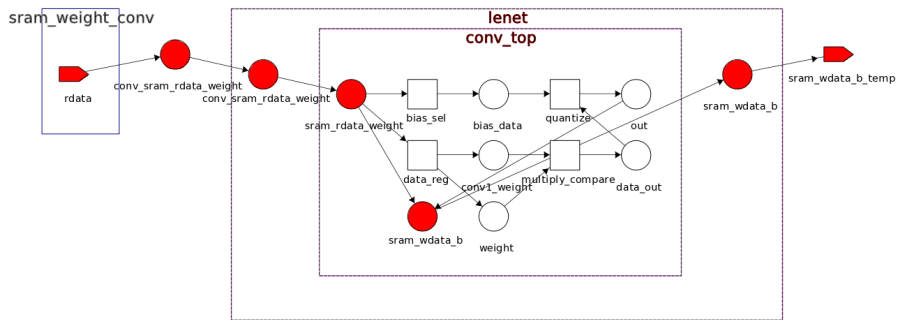 sram_weight_conv
lenet
conv_top
rdata
conv_sram_rdata_weight
conv_sram_rdata_weight
sram_rdata_weight
bias_sel
bias_data
quantize
out
sram_wdata_b
sram_wdata_b_temp
data_reg
conv1_weight
multiply_compare
data_out
sram_wdata_b
weight